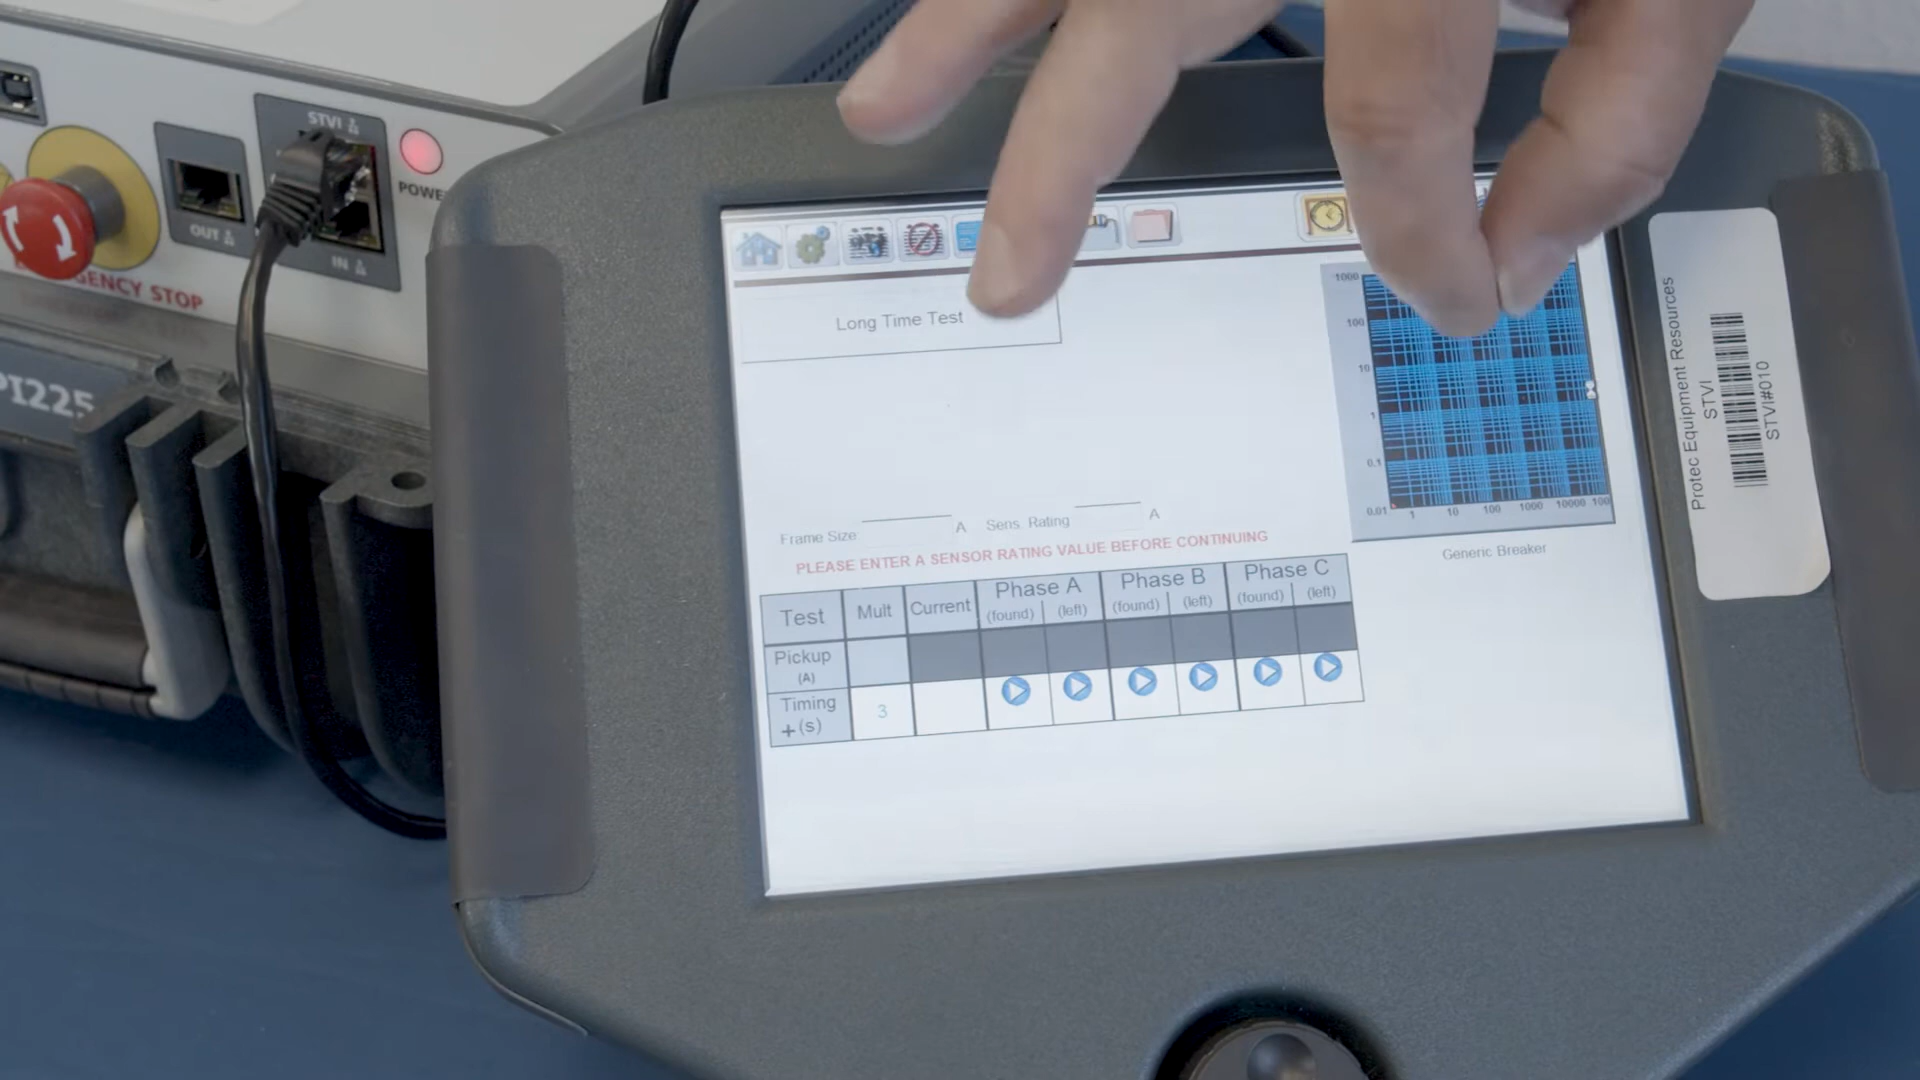 STVI
OUT
IN
EMERGENCY STOP
PI225
Long Time Test
1000
100
10
1
0.1
0.01
1
10
100
1000
10000
100
Generic Breaker
Frame Size
A
Sens. Rating
A
PLEASE ENTER A SENSOR RATING VALUE BEFORE CONTINUING
Test
Mult
Current
Phase A
(found)
(left)
Phase B
(found)
(left)
Phase C
(found)
(left)
Pickup
(A)
Timing
+(s)
3
Protec Equipment Resources
STVI
STVI#010